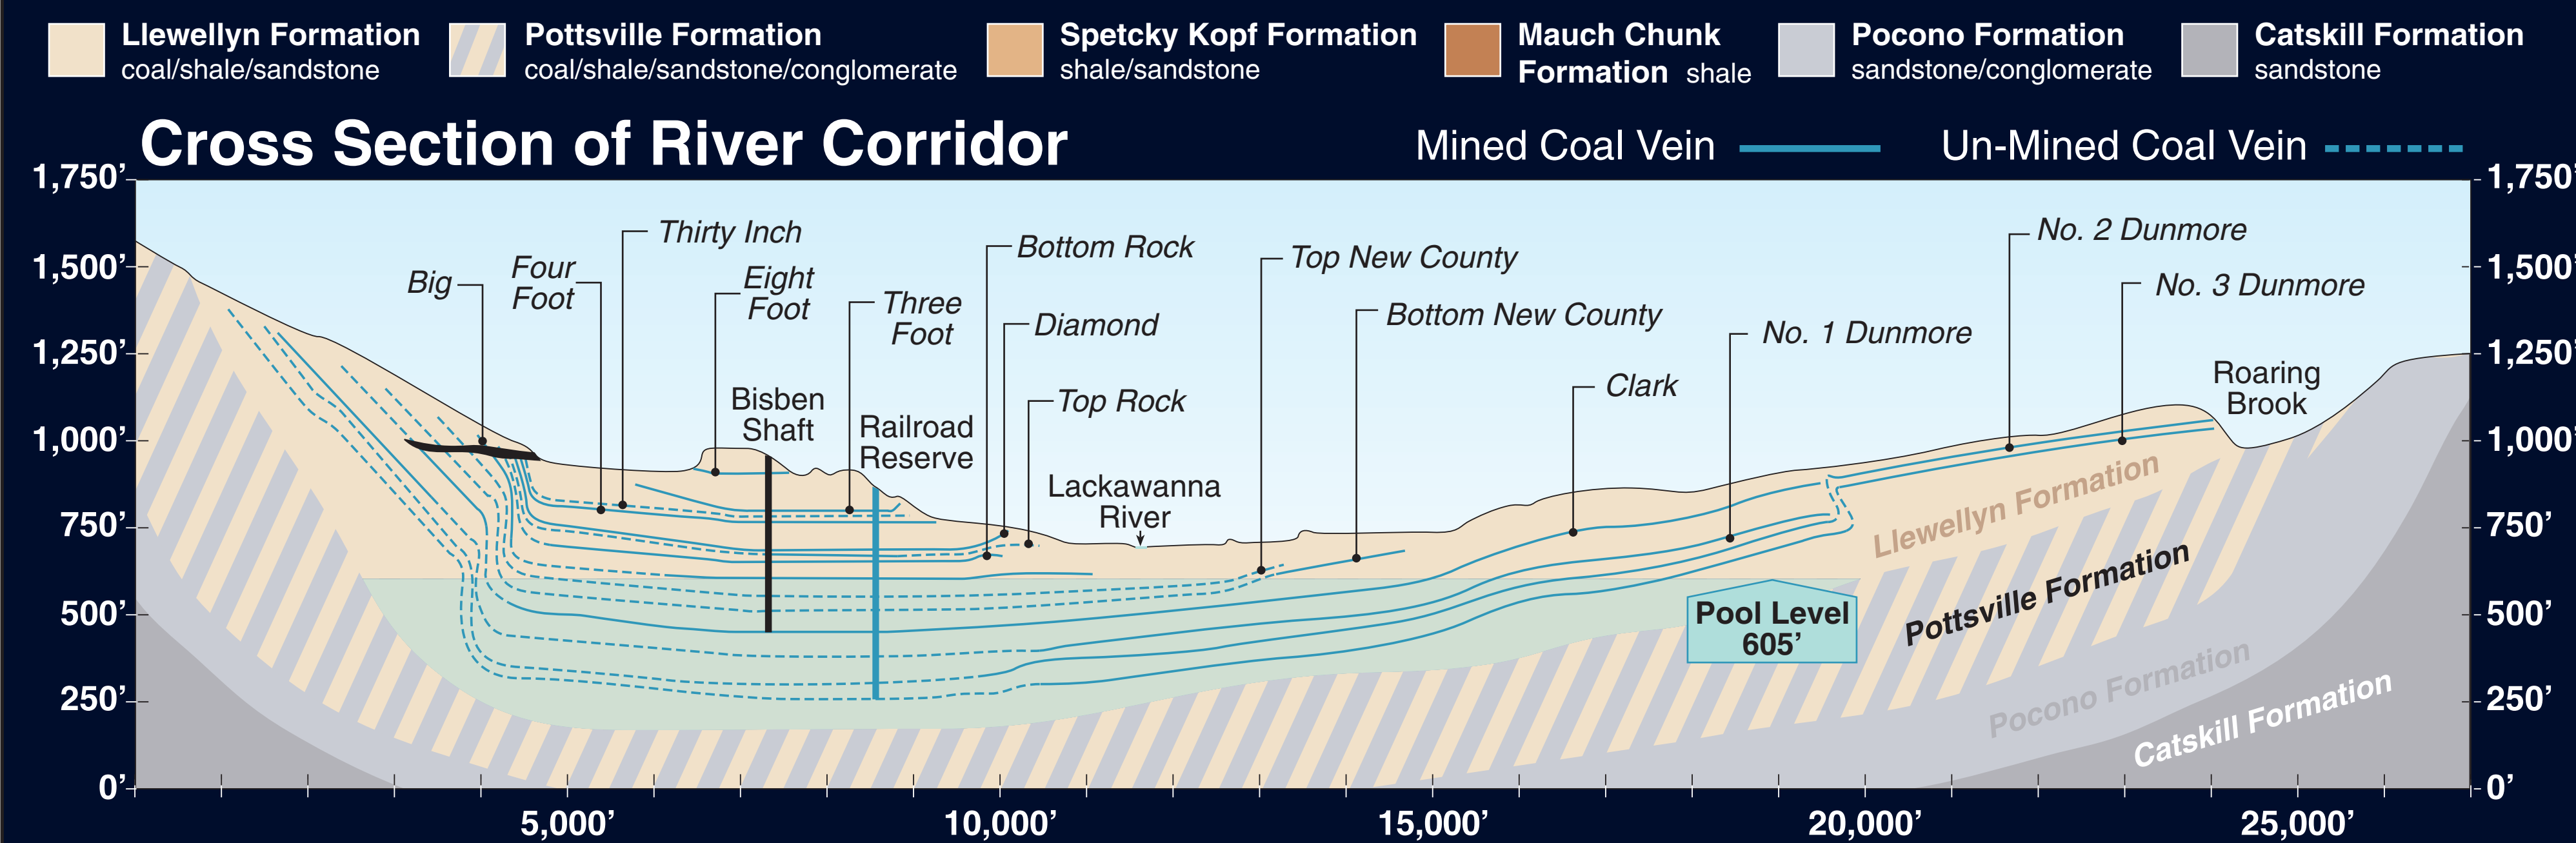 Llewellyn Formation
coal/shale/sandstone
Pottsville Formation
coal/shale/sandstone/conglomerate
Spetcky Kopf Formation
shale/sandstone
Mauch Chunk
Formation shale
Pocono Formation
sandstone/conglomerate
Catskill Formation
sandstone
Cross Section of River Corridor
Mined Coal Vein
Un-Mined Coal Vein
1,750’
1,500’
1,250’
1,000’
750’
500’
250’
0’
1,750’
1,500’
1,250’
1,000’
750’
500’
250’
0’
Big
Four
Foot
Thirty Inch
Eight
Foot
Bisben
Shaft
Three
Foot
Railroad
Reserve
Bottom Rock
Diamond
Top Rock
Lackawanna
River
Top New County
Bottom New County
Clark
No. 1 Dunmore
No. 2 Dunmore
No. 3 Dunmore
Roaring
Brook
Llewellyn Formation
Pottsville Formation
Pocono Formation
Catskill Formation
Pool Level
605’
5,000’
10,000’
15,000’
20,000’
25,000’